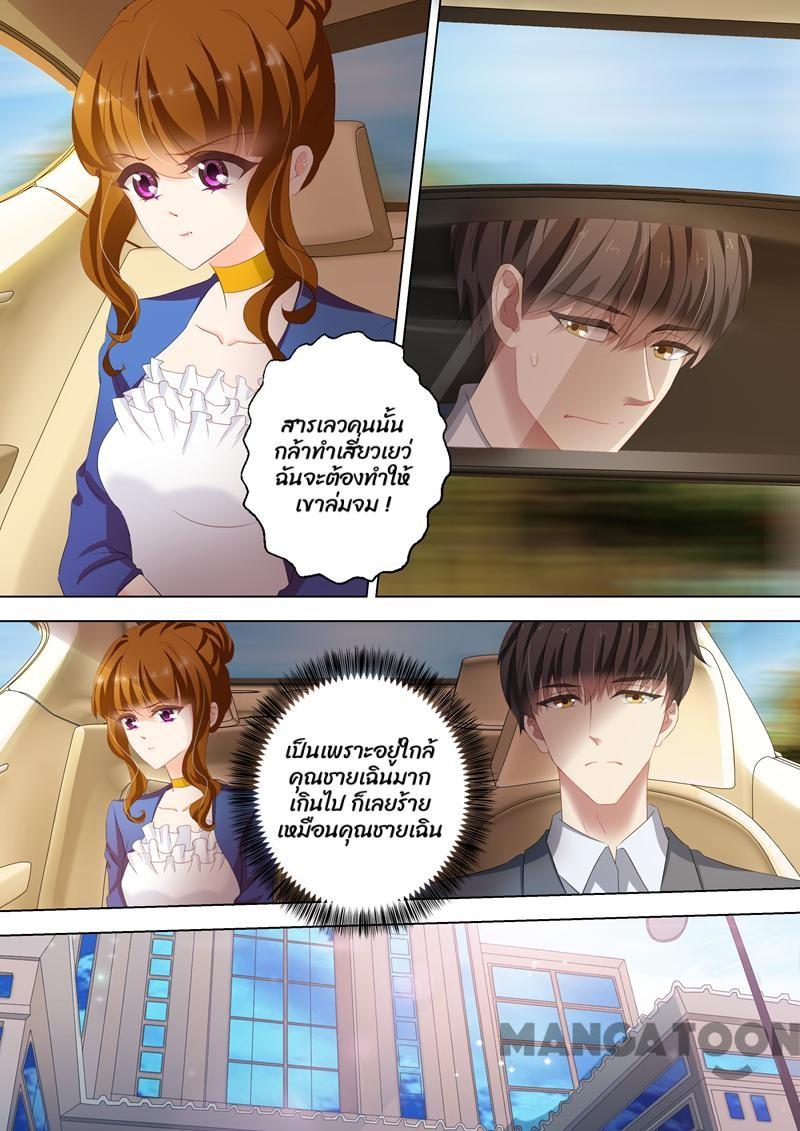 สารเลวคนนั้น
กล้าทำเสี่ยวเยว่
ฉันจะต้องทำให้
เขาล่มจม !
เป็นเพราะอยู่ใกล้
คุณชายเฉินมาก
เกินไป ก็เลยร้าย
เหมือนคุณชายเฉิน
MANGATOON